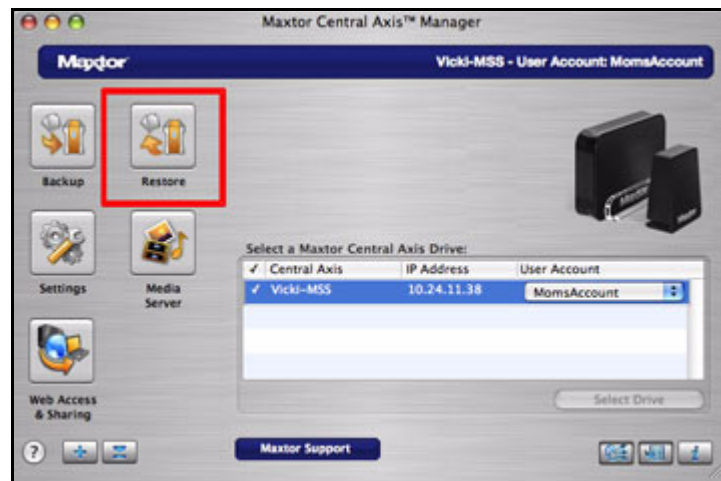 Maxtor Central Axis™ Manager
Maxtor
Vicki-MSS - User Account: MomsAccount
Backup
Restore
Settings
Media Server
Web Access & Sharing
Maxtor
Select a Maxtor Central Axis Drive:
✓ Central Axis IP Address User Account
✓ Vicki-MSS 10.24.11.38 MomsAccount
Select Drive
? Maxtor Support i